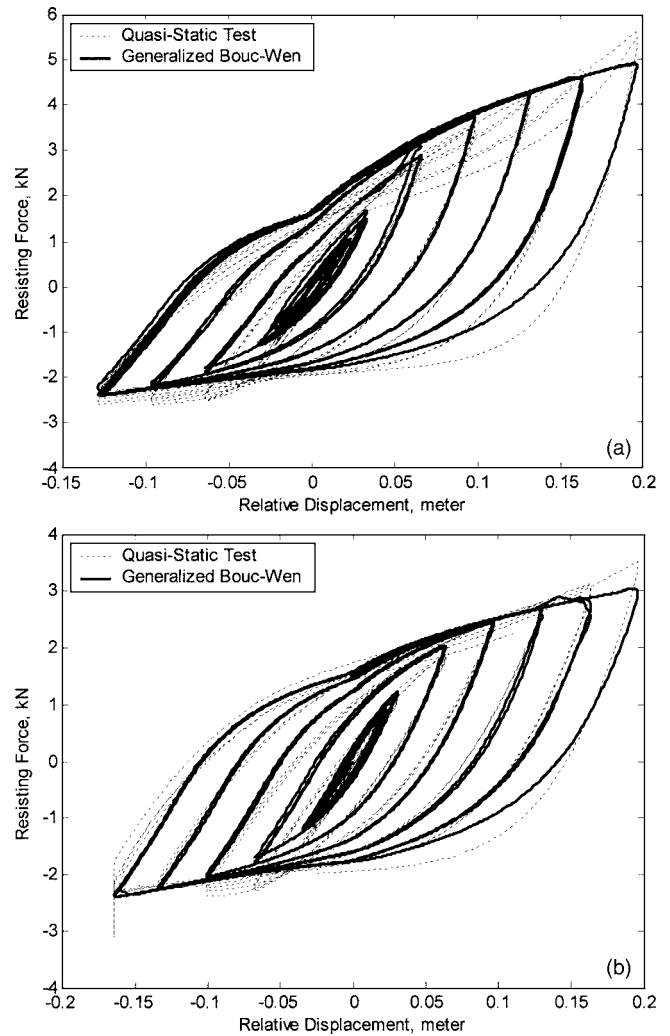 6
Quasi-Static Test
5
Generalized Bouc-Wen
4
3
2
1
0
-1
-2
-3
-4
Resisting Force, kN
(a)
-0.15 -0.1 -0.05 0 0.05 0.1 0.15 0.2
Relative Displacement, meter
4
Quasi-Static Test
3
Generalized Bouc-Wen
2
1
0
-1
-2
-3
-4
Resisting Force, kN
(b)
-0.2 -0.15 -0.1 -0.05 0 0.05 0.1 0.15 0.2
Relative Displacement, meter